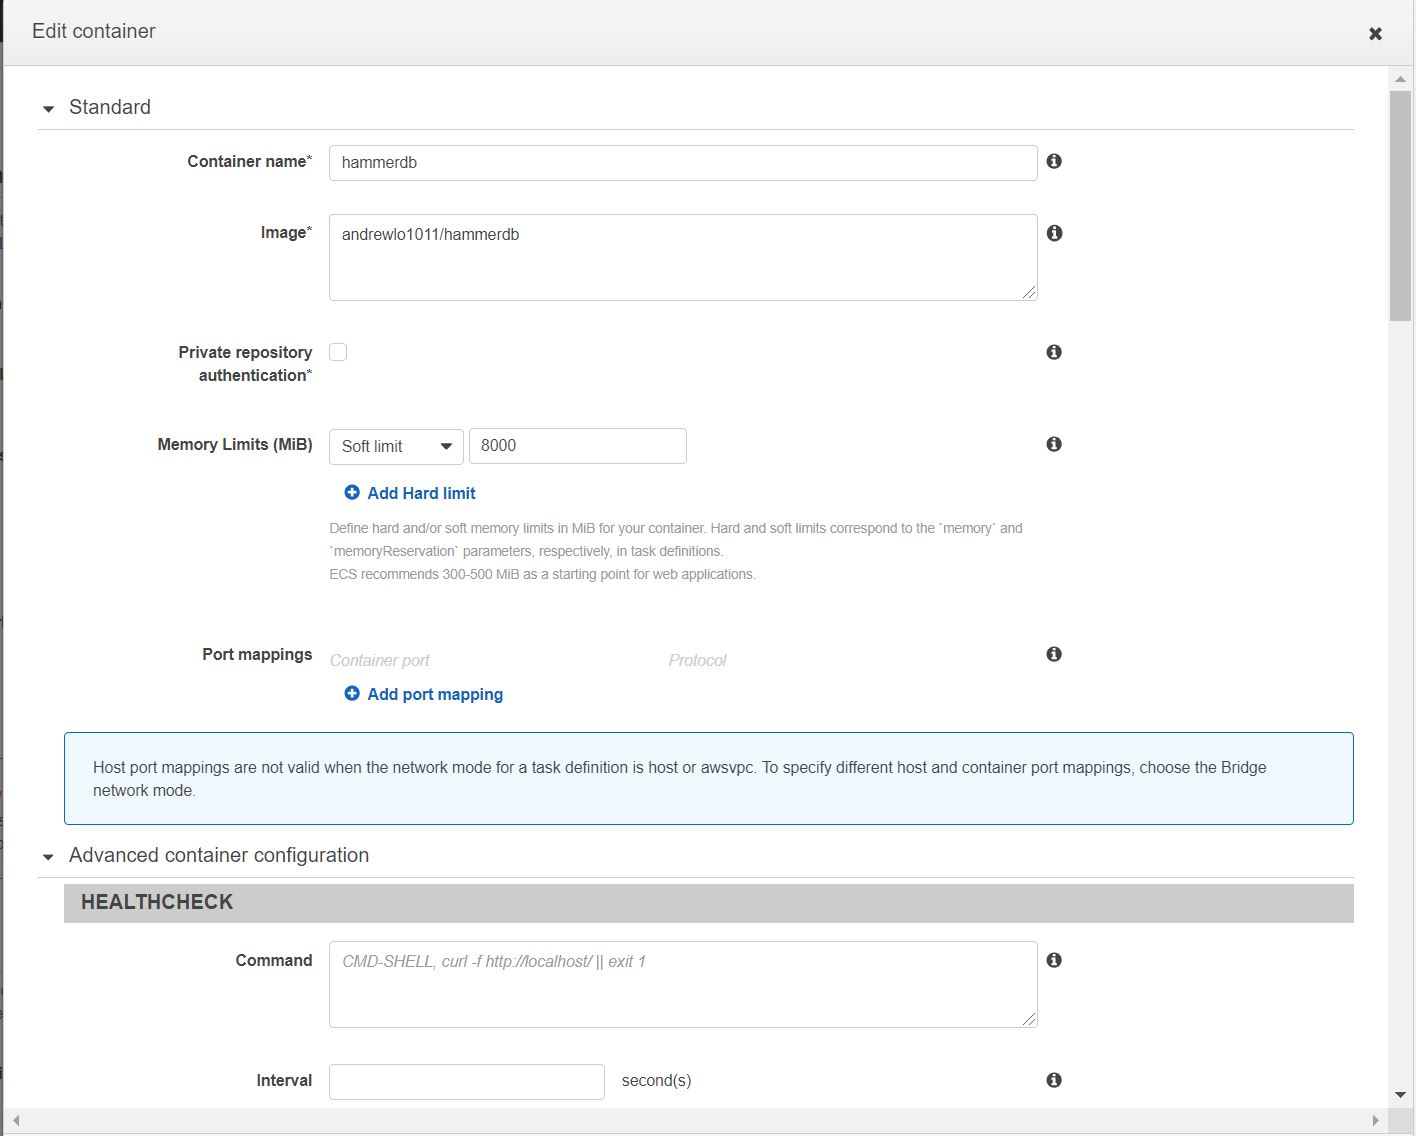 Edit container
Standard
Container name*
hammerdb
Image*
andrewlo1011/hammerdb
Private repository
authentication*
Memory Limits (MiB)
Soft limit
8000
Add Hard limit
Define hard and/or soft memory limits in MiB for your container. Hard and soft limits correspond to the `memory` and
`memoryReservation` parameters, respectively, in task definitions.
ECS recommends 300-500 MiB as a starting point for web applications.
Port mappings
Container port
Protocol
Add port mapping
Host port mappings are not valid when the network mode for a task definition is host or awsvpc. To specify different host and container port mappings, choose the Bridge
network mode.
Advanced container configuration
HEALTHCHECK
Command
CMD-SHELL, curl -f http://localhost/ || exit 1
Interval
second(s)